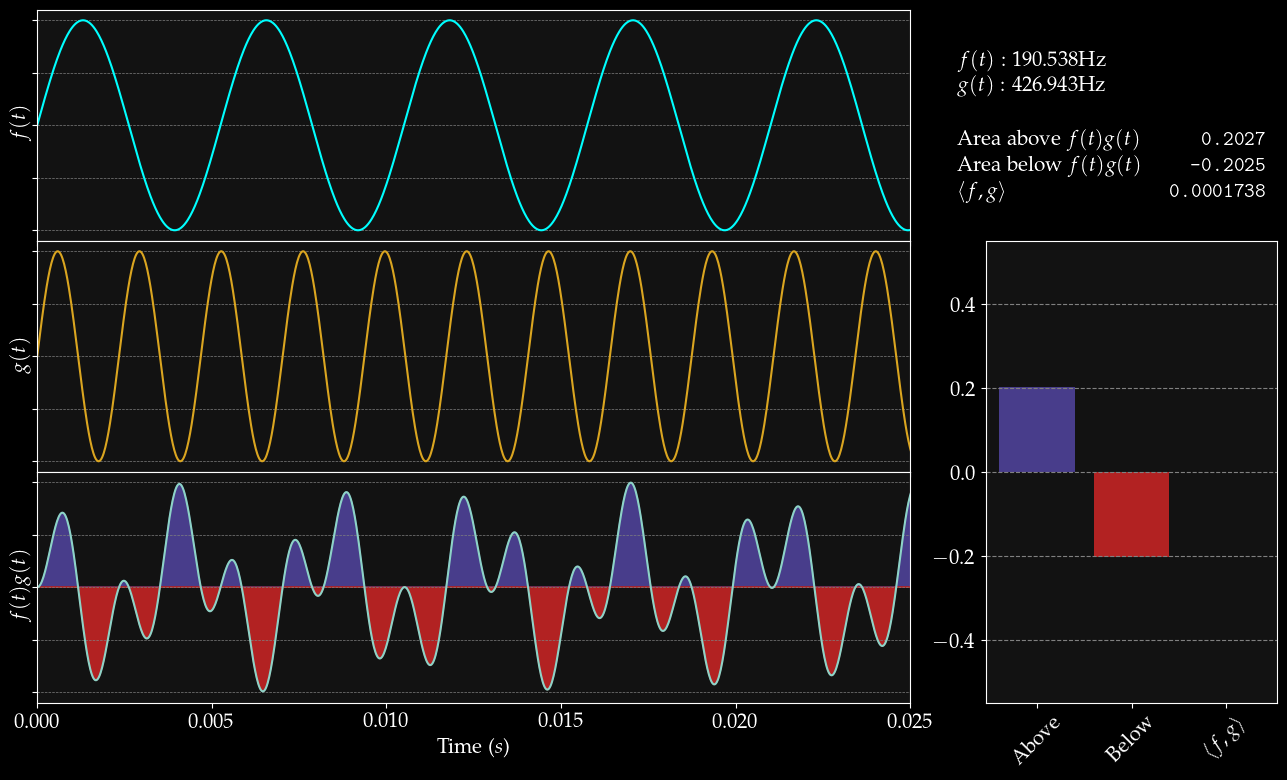 f(t)
g(t)
f(t)g(t)
0.000 0.005 0.010 0.015 0.020 0.025
Time (s)
f(t) : 190.538Hz
g(t) : 426.943Hz
Area above f(t)g(t) 0.2027
Area below f(t)g(t) -0.2025
⟨f,g⟩ 0.0001738
0.4
0.2
0.0
−0.2
−0.4
Above Below ⟨f,g⟩